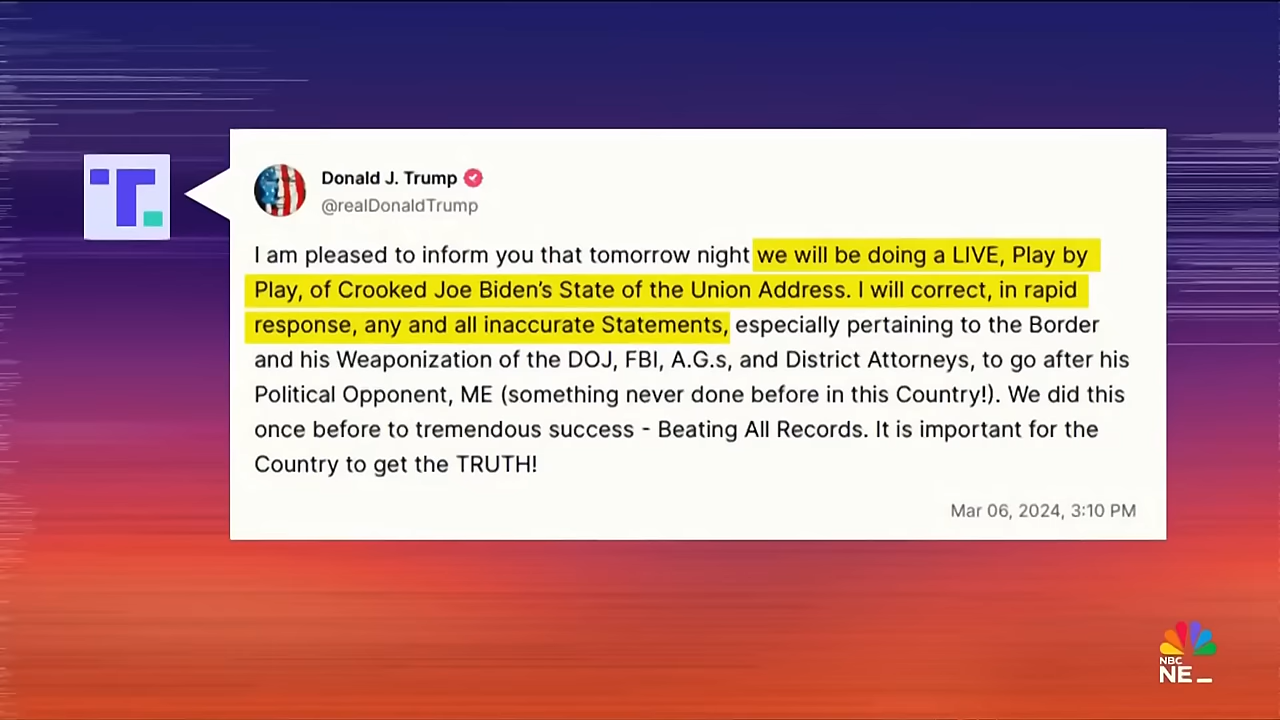 Donald J. Trump
@realDonaldTrump
I am pleased to inform you that tomorrow night we will be doing a LIVE, Play by
Play, of Crooked Joe Biden's State of the Union Address. I will correct, in rapid
response, any and all inaccurate Statements, especially pertaining to the Border
and his Weaponization of the DOJ, FBI, A.G.s, and District Attorneys, to go after his
Political Opponent, ME (something never done before in this Country!). We did this
once before to tremendous success - Beating All Records. It is important for the
Country to get the TRUTH!
Mar 06, 2024, 3:10 PM
NBC
NE_